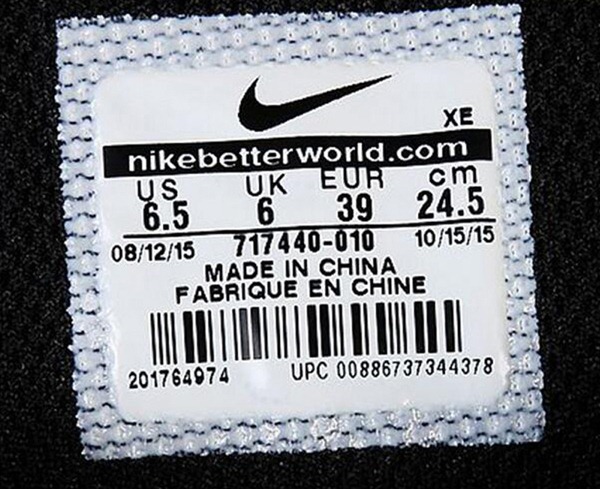 XE
nikebetterworld.com
US UK EUR cm
6.5 6 39 24.5
08/12/15 717440-010 10/15/15
MADE IN CHINA
FABRIQUE EN CHINE
201764974 UPC 00886737344378